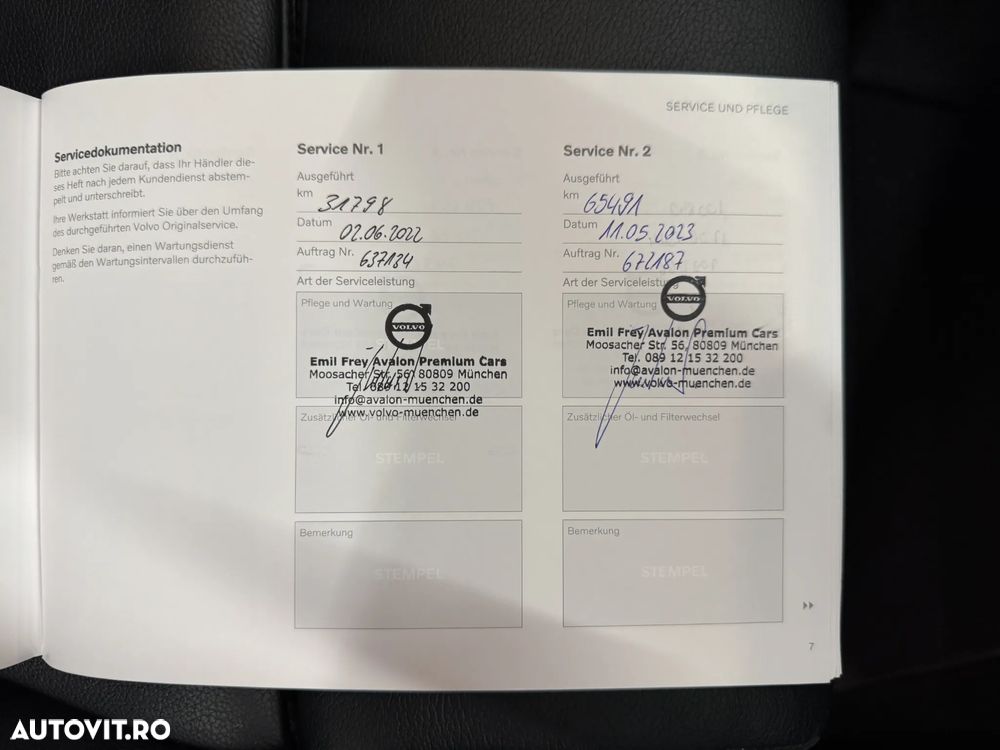 SERVICE UND PFLEGE
Servicedokumentation
Bitte achten Sie darauf, dass Ihr Händler die-
ses Heft nach jedem Kundendienst abstem-
pelt und unterschreibt.
Ihre Werkstatt informiert Sie über den Umfang
des durchgeführten Volvo Originalservice.
Denken Sie daran, einen Wartungsdienst
gemäß den Wartungsintervallen durchzufüh-
ren.
Service Nr. 1
Ausgeführt
km 31798
Datum 02.06.2022
Auftrag Nr. 637134
Art der Serviceleistung
Pflege und Wartung
VOLVO
Emil Frey Avalon Premium Cars
Moosacher Str. 56, 80809 München
Tel. 089 12 15 32 200
info@avalon-muenchen.de
www.volvo-muenchen.de
Zusätzlicher Öl- und Filterwechsel
STEMPEL
Bemerkung
STEMPEL
Service Nr. 2
Ausgeführt
km 65491
Datum 11.05.2023
Auftrag Nr. 672187
Art der Serviceleistung
Pflege und Wartung
VOLVO
Emil Frey Avalon Premium Cars
Moosacher Str. 56, 80809 München
Tel. 089 12 15 32 200
info@avalon-muenchen.de
www.volvo-muenchen.de
Zusätzlicher Öl- und Filterwechsel
STEMPEL
Bemerkung
STEMPEL
7
AUTOVIT.RO